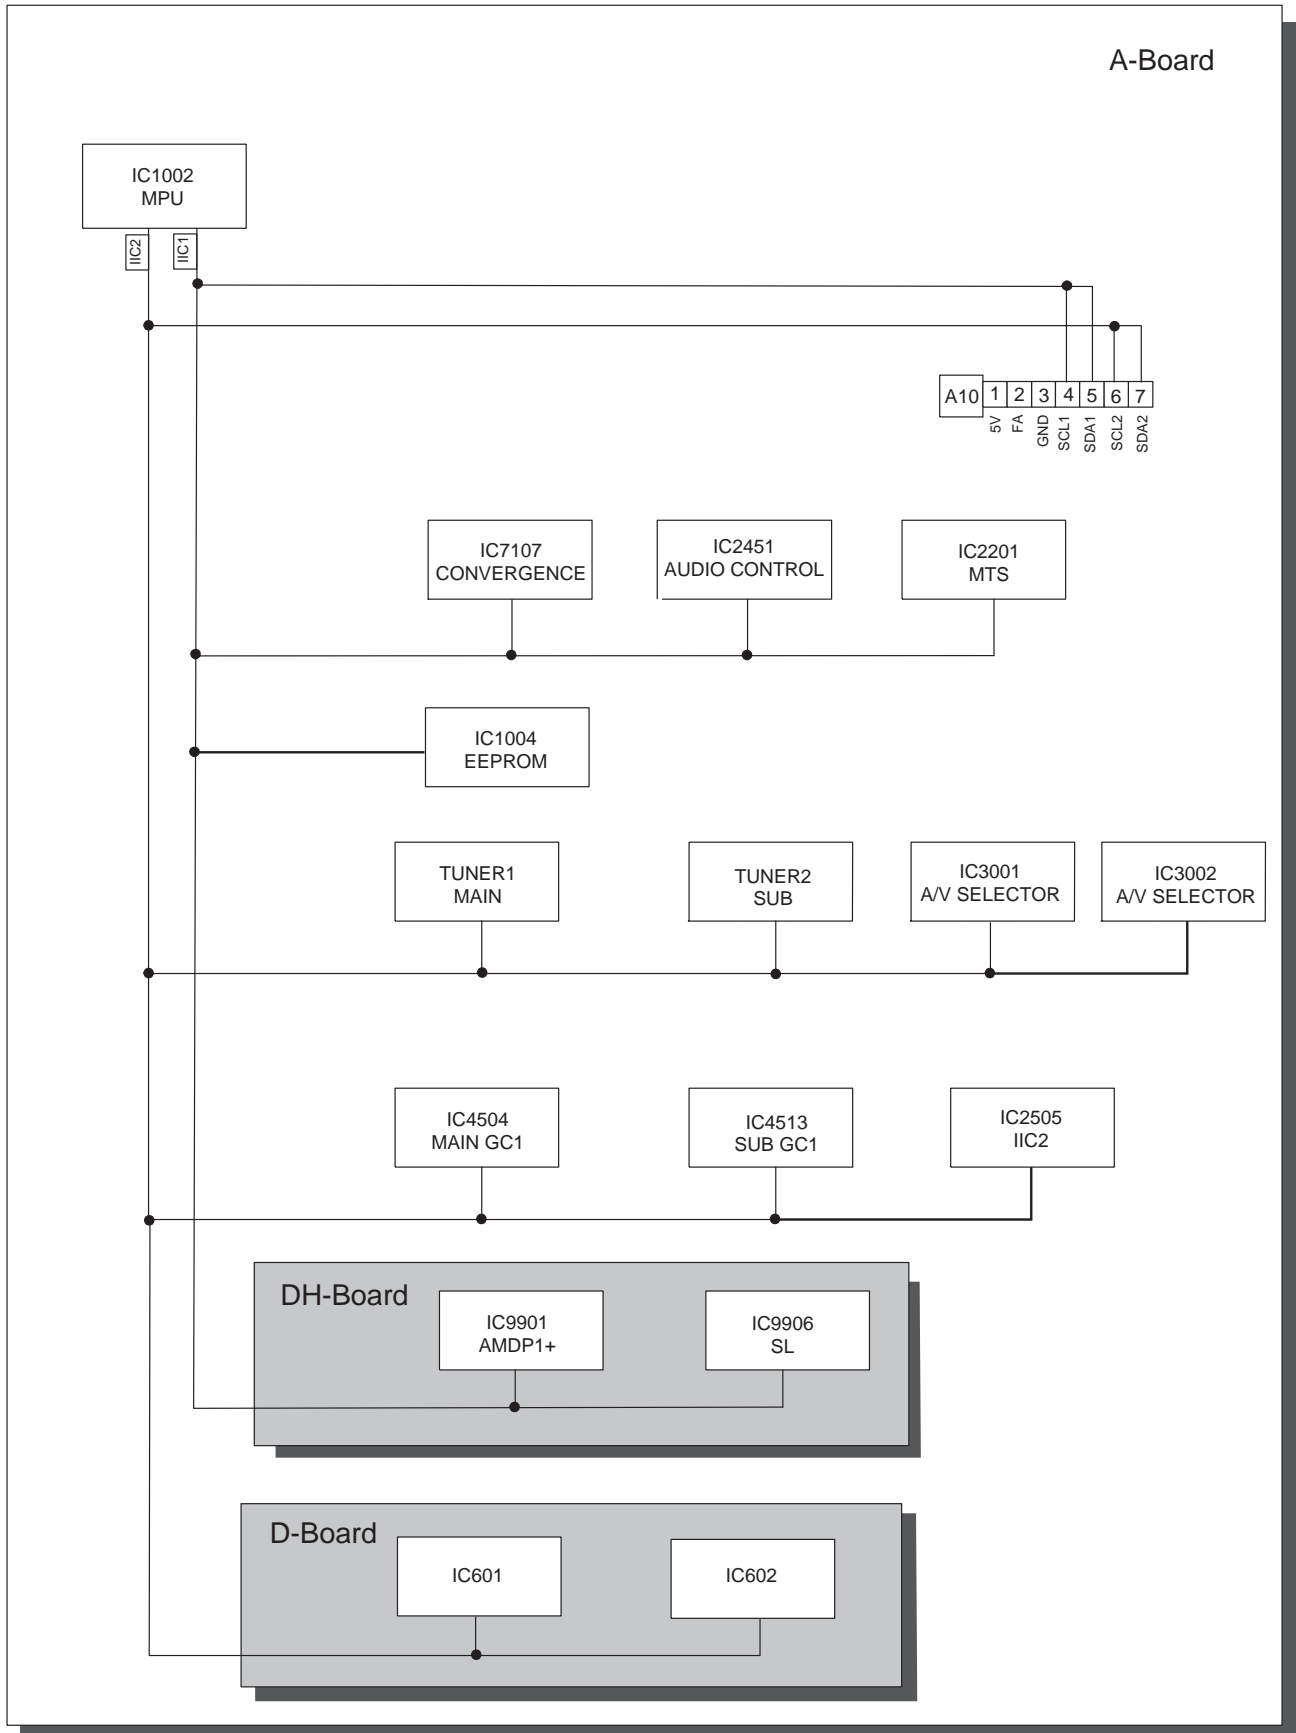 A-Board
IC1002
MPU
IIC2
IIC1
A10 1 2 3 4 5 6 7
5V
FA
GND
SCL1
SDA1
SCL2
SDA2
IC7107
CONVERGENCE
IC2451
AUDIO CONTROL
IC2201
MTS
IC1004
EEPROM
TUNER1
MAIN
TUNER2
SUB
IC3001
A/V SELECTOR
IC3002
A/V SELECTOR
IC4504
MAIN GC1
IC4513
SUB GC1
IC2505
IIC2
DH-Board
IC9901
AMDP1+
IC9906
SL
D-Board
IC601
IC602